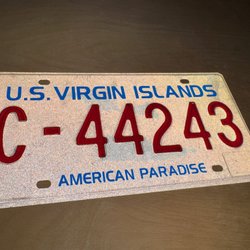 U.S. VIRGIN ISLANDS
C-44243
AMERICAN PARADISE